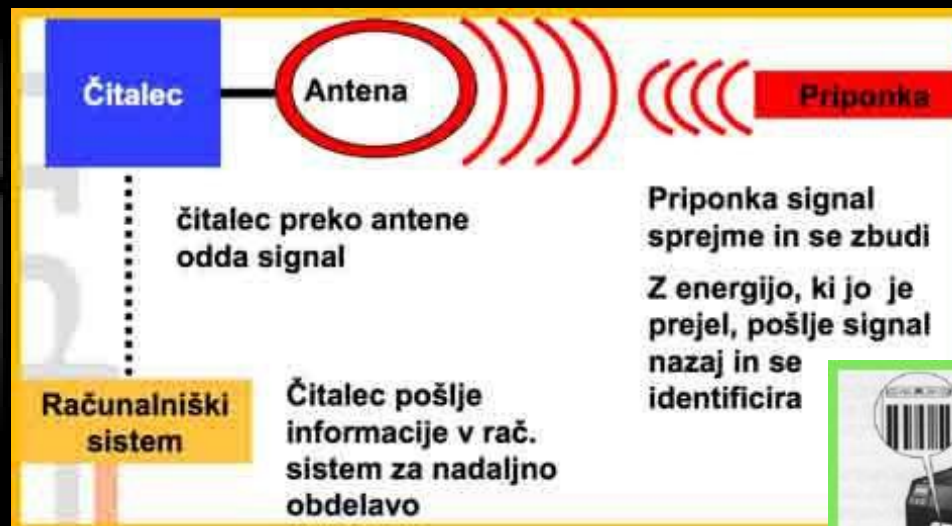 Čitalec
Antena
Priponka
čitalec preko antene
odda signal
Priponka signal
sprejme in se zbudi
Z energijo, ki jo je
prejel, pošlje signal
nazaj in se
identificira
Računalniški
sistem
Čitalec pošlje
informacije v rač.
sistem za nadaljno
obdelavo